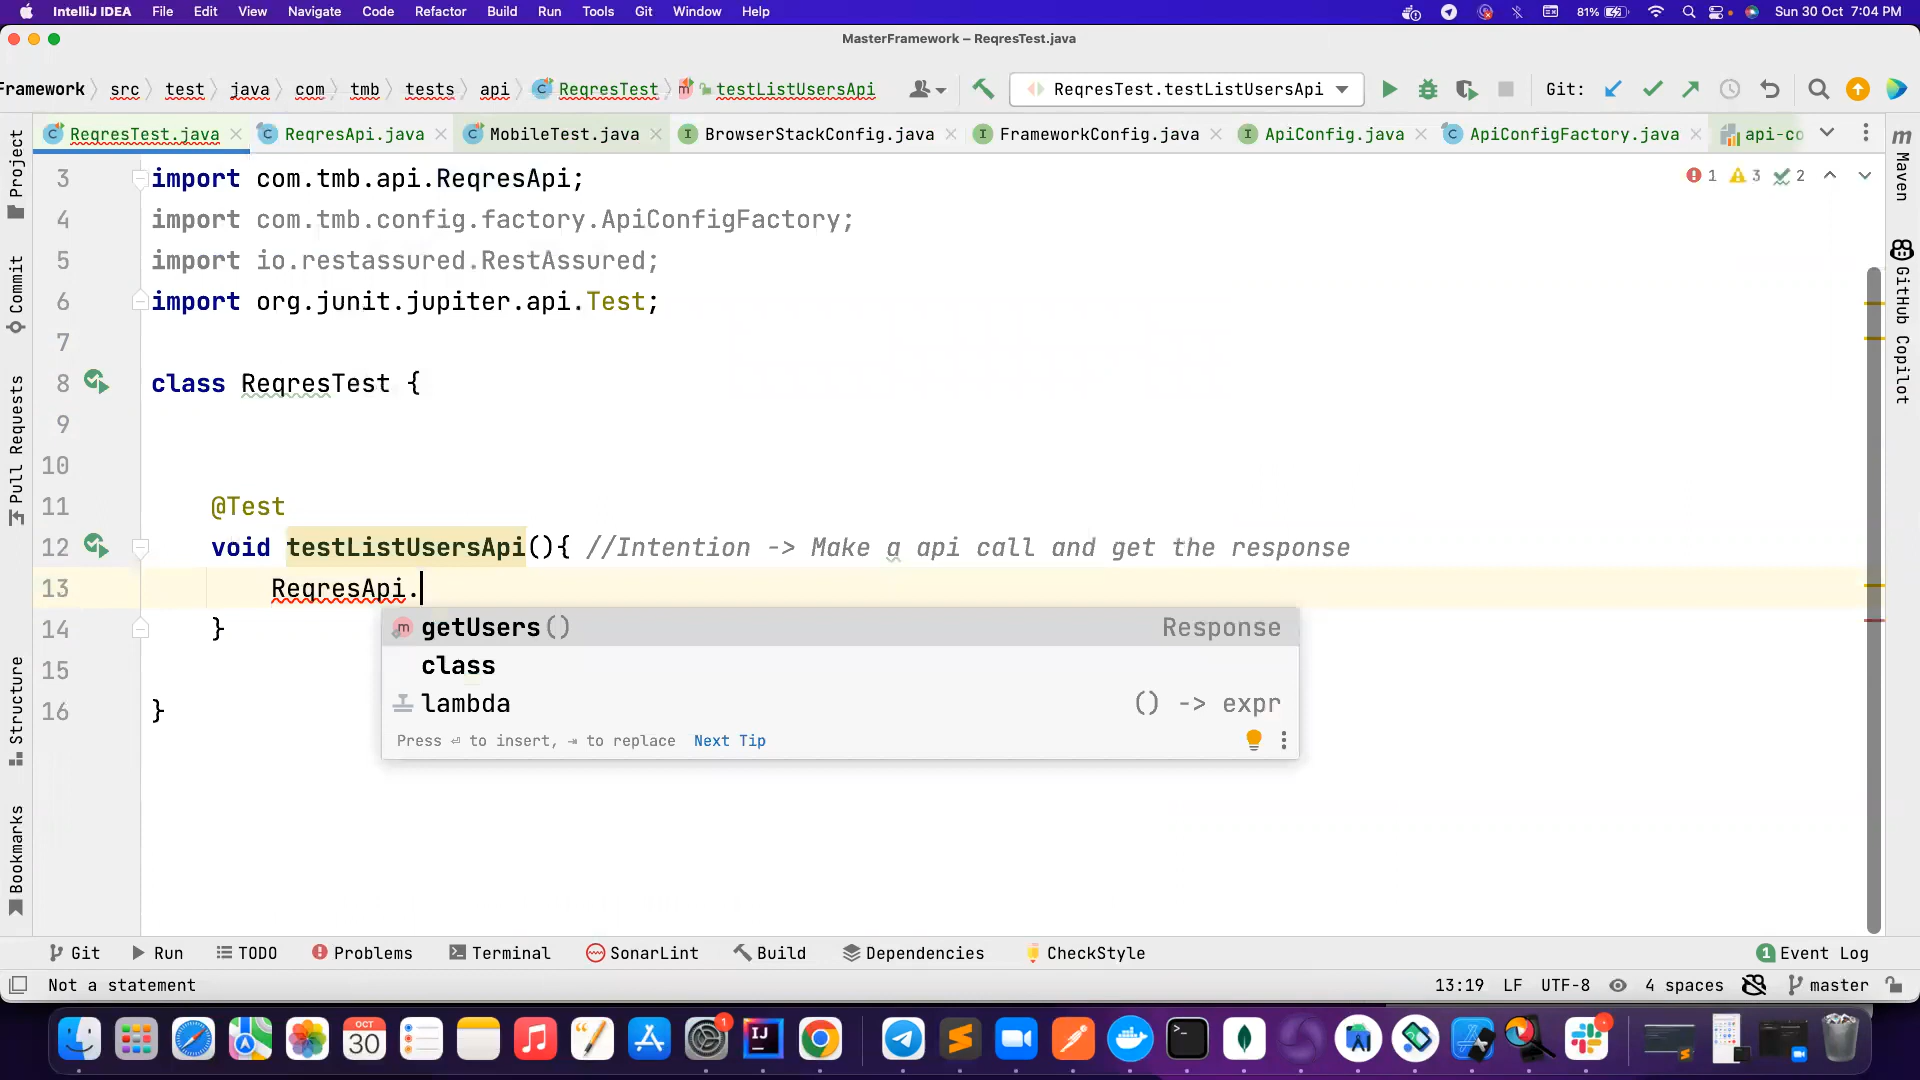 IntelliJ IDEA File Edit View Navigate Code Refactor Build Run Tools Git Window Help 81% Sun 30 Oct 7:04 PM
MasterFramework – ReqresTest.java
Framework src test java com tmb tests api ReqresTest testListUsersApi ReqresTest.testListUsersApi Git:
ReqresTest.java ReqresApi.java MobileTest.java BrowserStackConfig.java FrameworkConfig.java ApiConfig.java ApiConfigFactory.java api-co
1 3 2
3 import com.tmb.api.ReqresApi;
4 import com.tmb.config.factory.ApiConfigFactory;
5 import io.restassured.RestAssured;
6 import org.junit.jupiter.api.Test;
7
8 class ReqresTest {
9
10
11 @Test
12 void testListUsersApi(){ //Intention -> Make a api call and get the response
13 ReqresApi.
14 }
15
16 }
getUsers() Response
class
lambda () -> expr
Press ⏎ to insert, ⇥ to replace Next Tip
Project
Commit
Pull Requests
Structure
Bookmarks
m Maven
GitHub Copilot
Git Run TODO Problems Terminal SonarLint Build Dependencies CheckStyle 1 Event Log
Not a statement 13:19 LF UTF-8 4 spaces master
OCT
30
1
IJ